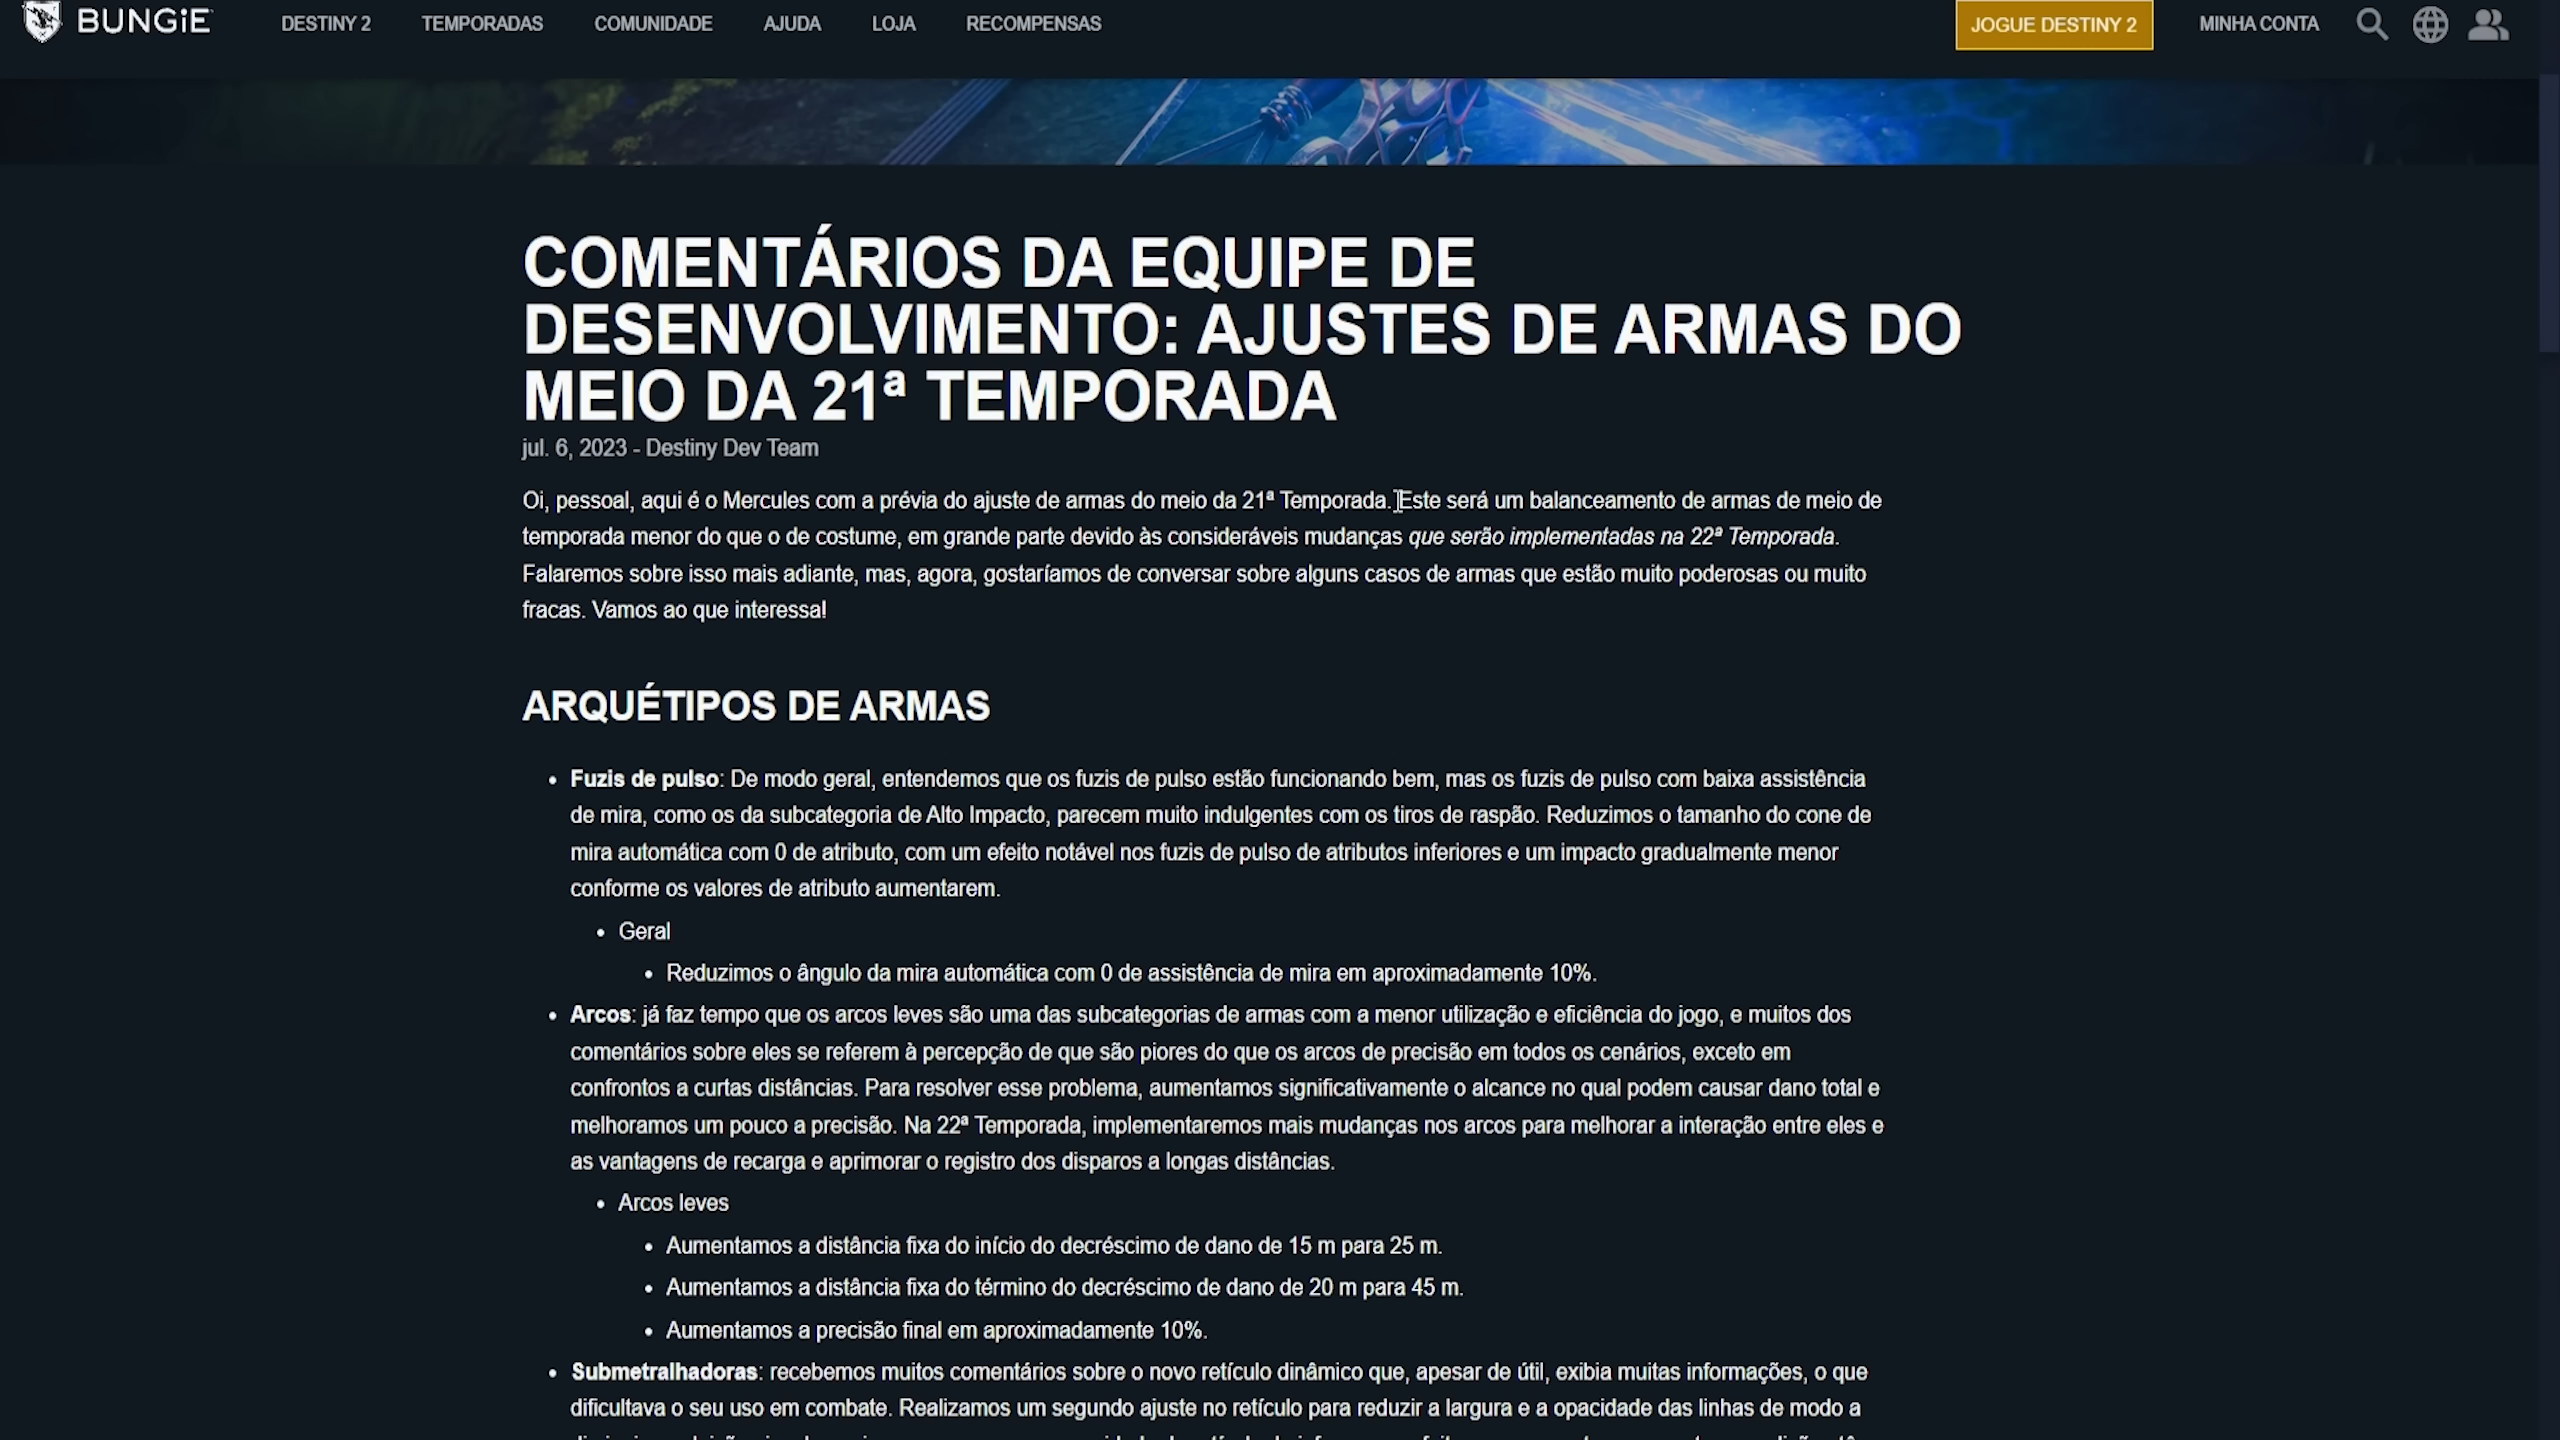 BUNGiE
DESTINY 2
TEMPORADAS
COMUNIDADE
AJUDA
LOJA
RECOMPENSAS
JOGUE DESTINY 2
MINHA CONTA
COMENTÁRIOS DA EQUIPE DE
DESENVOLVIMENTO: AJUSTES DE ARMAS DO
MEIO DA 21ª TEMPORADA
jul. 6, 2023 - Destiny Dev Team
Oi, pessoal, aqui é o Mercules com a prévia do ajuste de armas do meio da 21ª Temporada. Este será um balanceamento de armas de meio de
temporada menor do que o de costume, em grande parte devido às consideráveis mudanças que serão implementadas na 22ª Temporada.
Falaremos sobre isso mais adiante, mas, agora, gostaríamos de conversar sobre alguns casos de armas que estão muito poderosas ou muito
fracas. Vamos ao que interessa!
ARQUÉTIPOS DE ARMAS
• Fuzis de pulso: De modo geral, entendemos que os fuzis de pulso estão funcionando bem, mas os fuzis de pulso com baixa assistência
de mira, como os da subcategoria de Alto Impacto, parecem muito indulgentes com os tiros de raspão. Reduzimos o tamanho do cone de
mira automática com 0 de atributo, com um efeito notável nos fuzis de pulso de atributos inferiores e um impacto gradualmente menor
conforme os valores de atributo aumentarem.
• Geral
• Reduzimos o ângulo da mira automática com 0 de assistência de mira em aproximadamente 10%.
• Arcos: já faz tempo que os arcos leves são uma das subcategorias de armas com a menor utilização e eficiência do jogo, e muitos dos
comentários sobre eles se referem à percepção de que são piores do que os arcos de precisão em todos os cenários, exceto em
confrontos a curtas distâncias. Para resolver esse problema, aumentamos significativamente o alcance no qual podem causar dano total e
melhoramos um pouco a precisão. Na 22ª Temporada, implementaremos mais mudanças nos arcos para melhorar a interação entre eles e
as vantagens de recarga e aprimorar o registro dos disparos a longas distâncias.
• Arcos leves
• Aumentamos a distância fixa do início do decréscimo de dano de 15 m para 25 m.
• Aumentamos a distância fixa do término do decréscimo de dano de 20 m para 45 m.
• Aumentamos a precisão final em aproximadamente 10%.
• Submetralhadoras: recebemos muitos comentários sobre o novo retículo dinâmico que, apesar de útil, exibia muitas informações, o que
dificultava o seu uso em combate. Realizamos um segundo ajuste no retículo para reduzir a largura e a opacidade das linhas de modo a